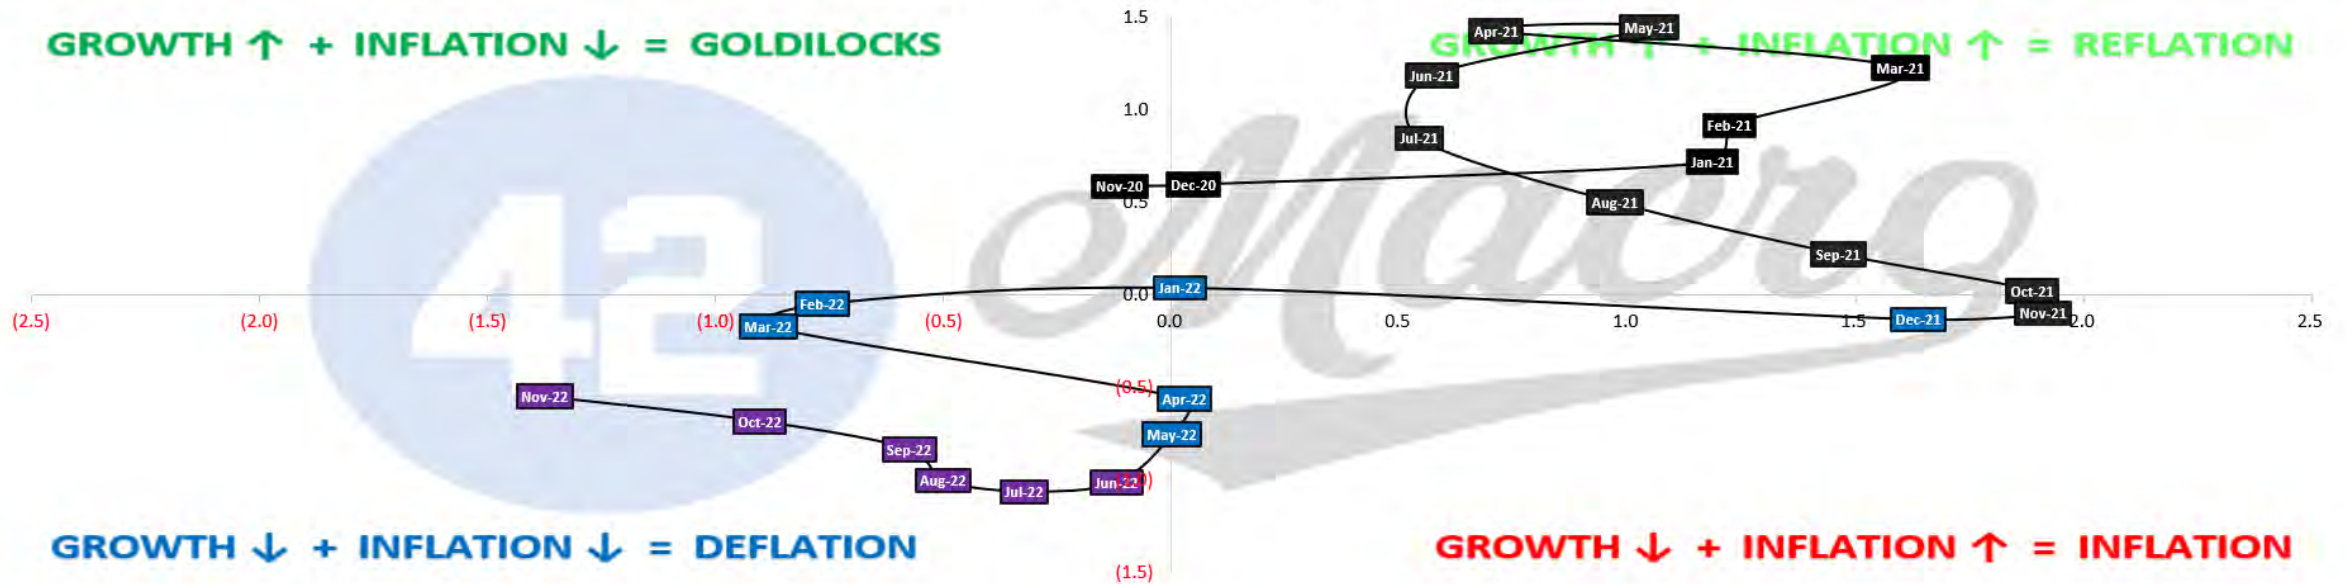 1.5
Apr-21
May-21
GROWTH ↑ + INFLATION ↓ = GOLDILOCKS
GROWTH ↑ + INFLATION ↑ = REFLATION
Jun-21
Mar-21
1.0
Feb-21
Jul-21
Jan-21
Nov-20
Dec-20
0.5
Aug-21
Sep-21
42
eMacro
Jan-22
0.0
Oct-21
Feb-22
Nov-21
Mar-22
Dec-21
(2.5) (2.0) (1.5) (1.0) (0.5) 0.0 0.5 1.0 1.5 2.0 2.5
(0.5)
Nov-22
Apr-22
Oct-22
May-22
Sep-22
Aug-22
Jun-22
(1.0)
Jul-22
GROWTH ↓ + INFLATION ↓ = DEFLATION
GROWTH ↓ + INFLATION ↑ = INFLATION
(1.5)